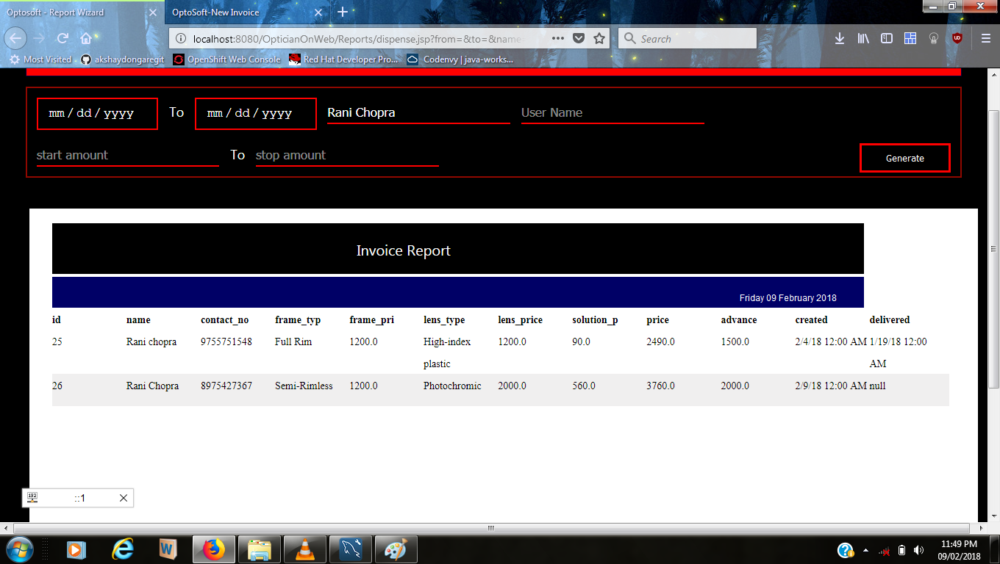 Optosoft - Report Wizard
OptoSoft-New Invoice
localhost:8080/OpticianOnWeb/Reports/dispense.jsp?from=&to=&name
Search
Most Visited akshaydongaregit OpenShift Web Console Red Hat Developer Pro... Codenvy | java-works...
mm / dd / yyyy To mm / dd / yyyy Rani Chopra User Name
start amount To stop amount Generate
Invoice Report
Friday 09 February 2018
id name contact_no frame_typ frame_pri lens_type lens_price solution_p price advance created delivered
25 Rani chopra 9755751548 Full Rim 1200.0 High-index 1200.0 90.0 2490.0 1500.0 2/4/18 12:00 AM 1/19/18 12:00
plastic AM
26 Rani Chopra 8975427367 Semi-Rimless 1200.0 Photochromic 2000.0 560.0 3760.0 2000.0 2/9/18 12:00 AM null
::1
11:49 PM
09/02/2018